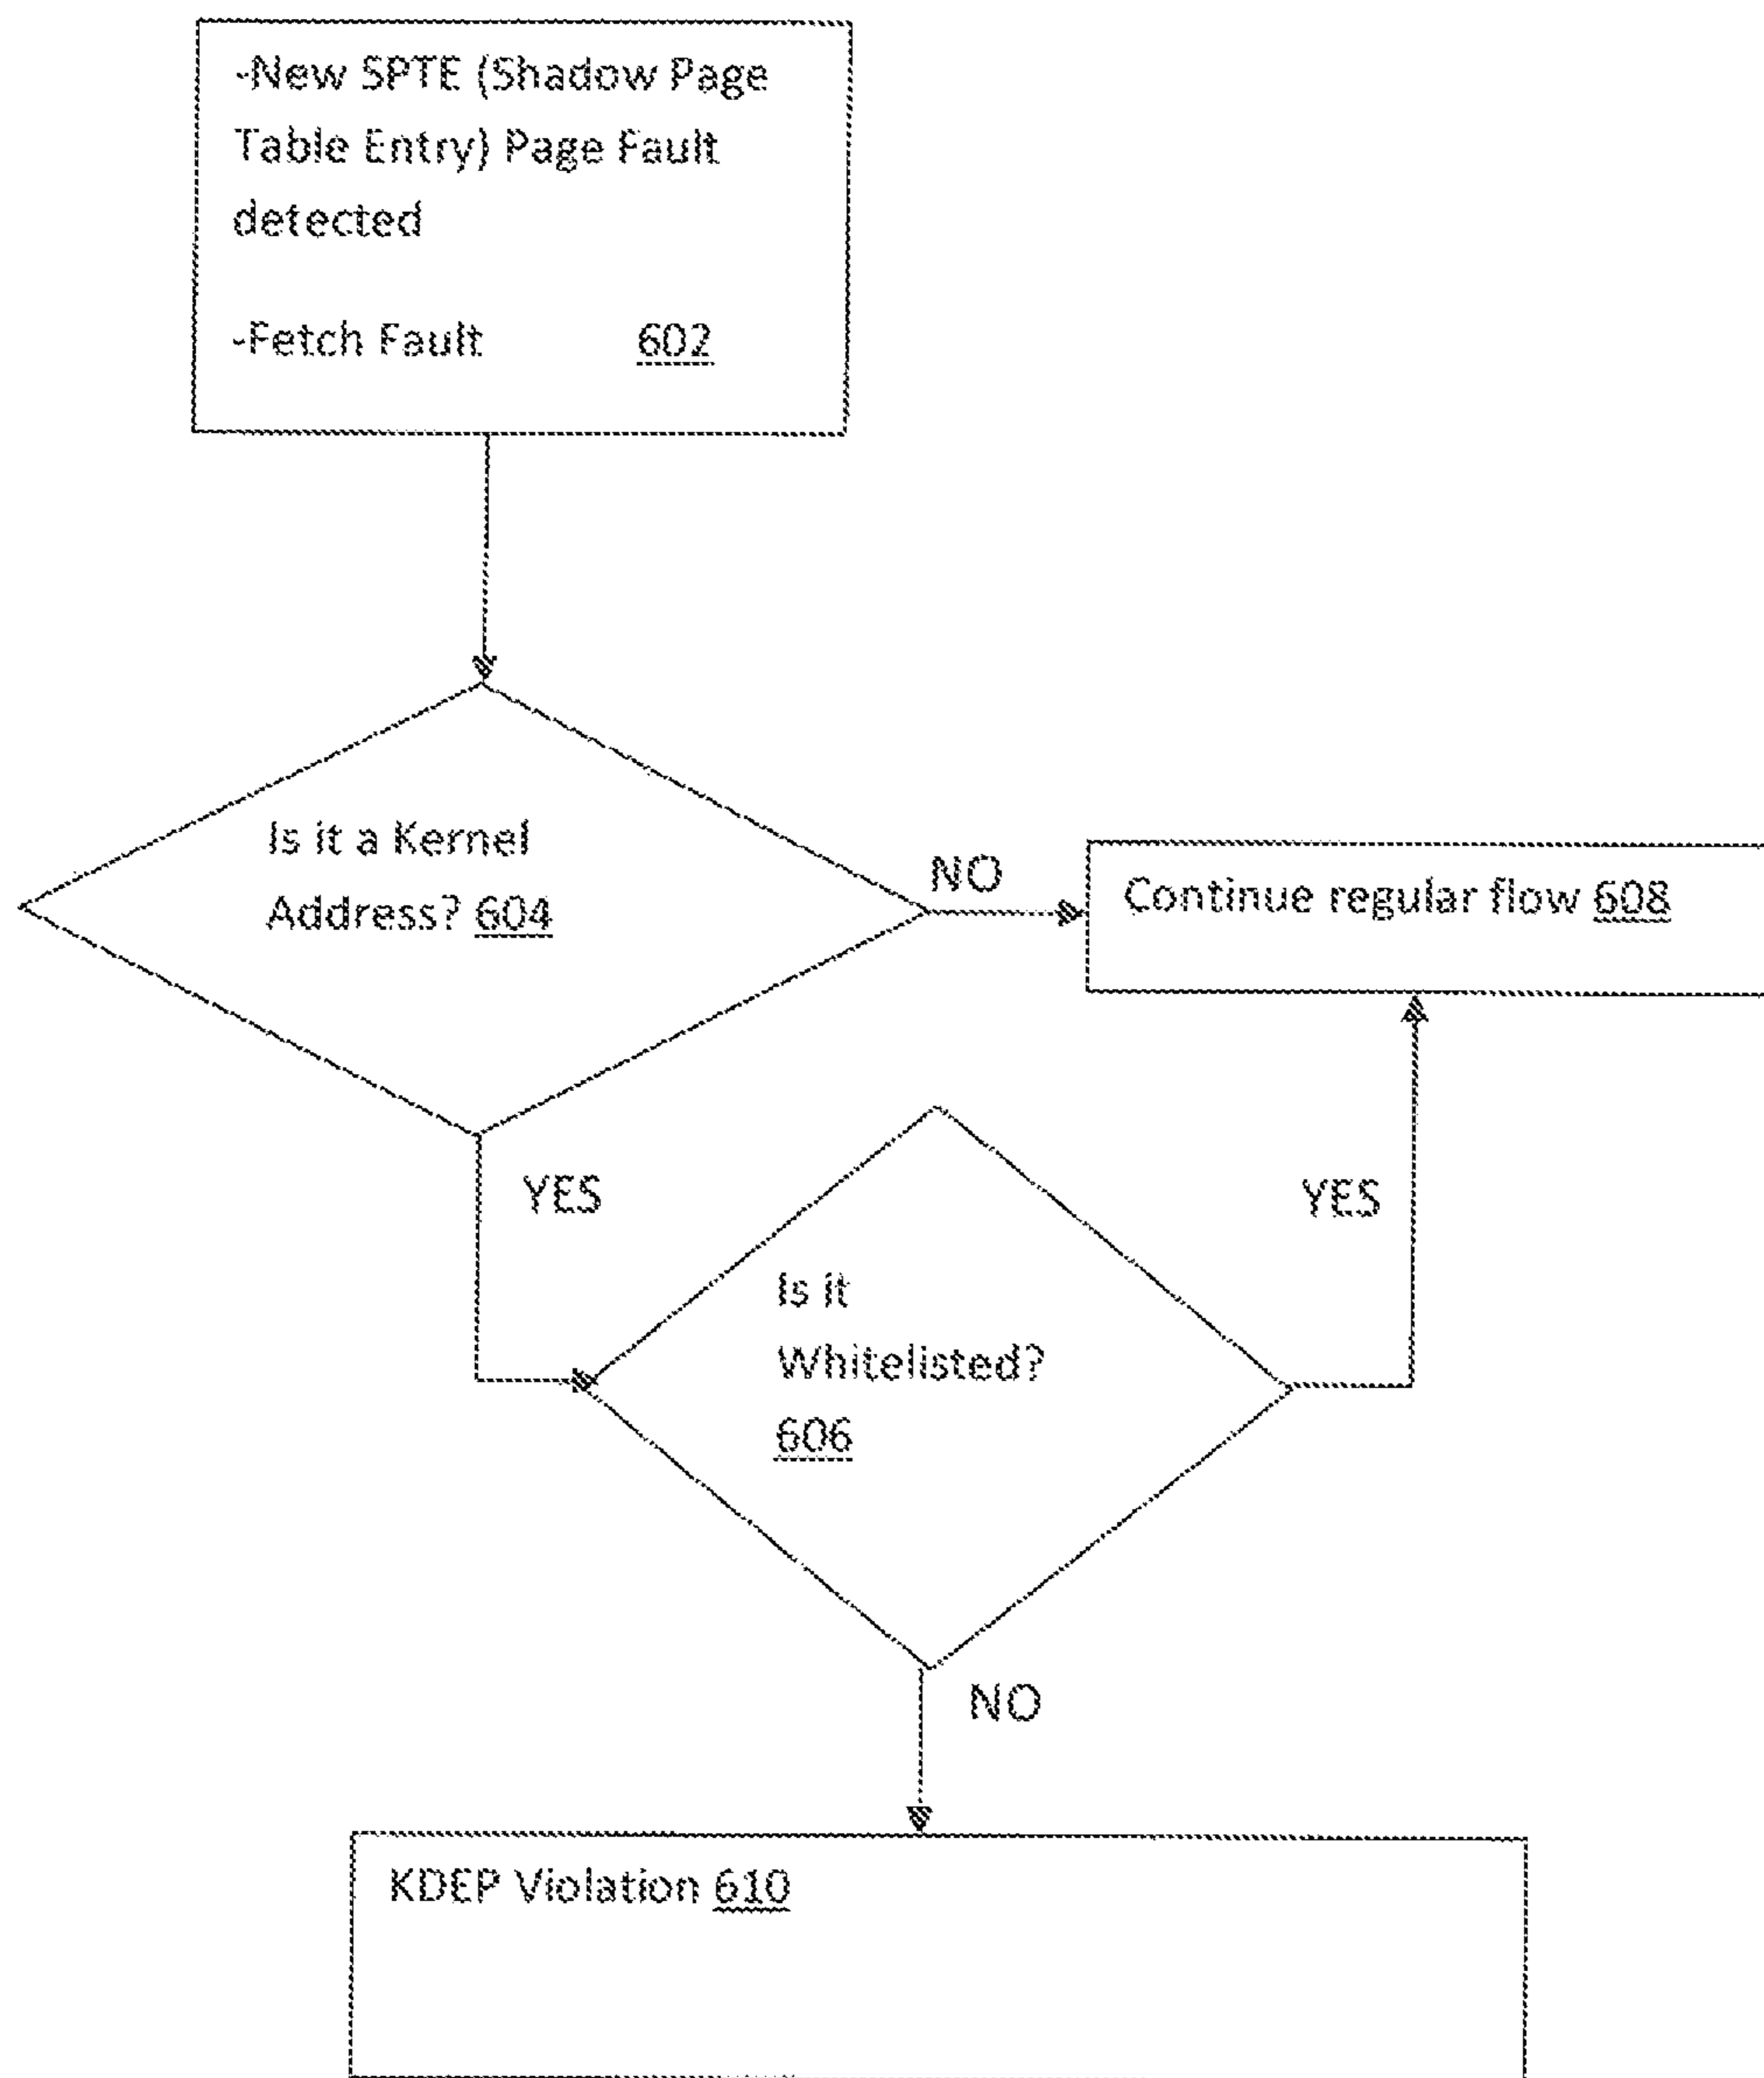 -New SPTE (Shadow Page
Table Entry) Page Fault
detected
-Fetch Fault 602
Is it a Kernel
Address? 604
NO
Continue regular flow 608
YES
YES
Is it
Whitelisted?
606
NO
KDEP Violation 610